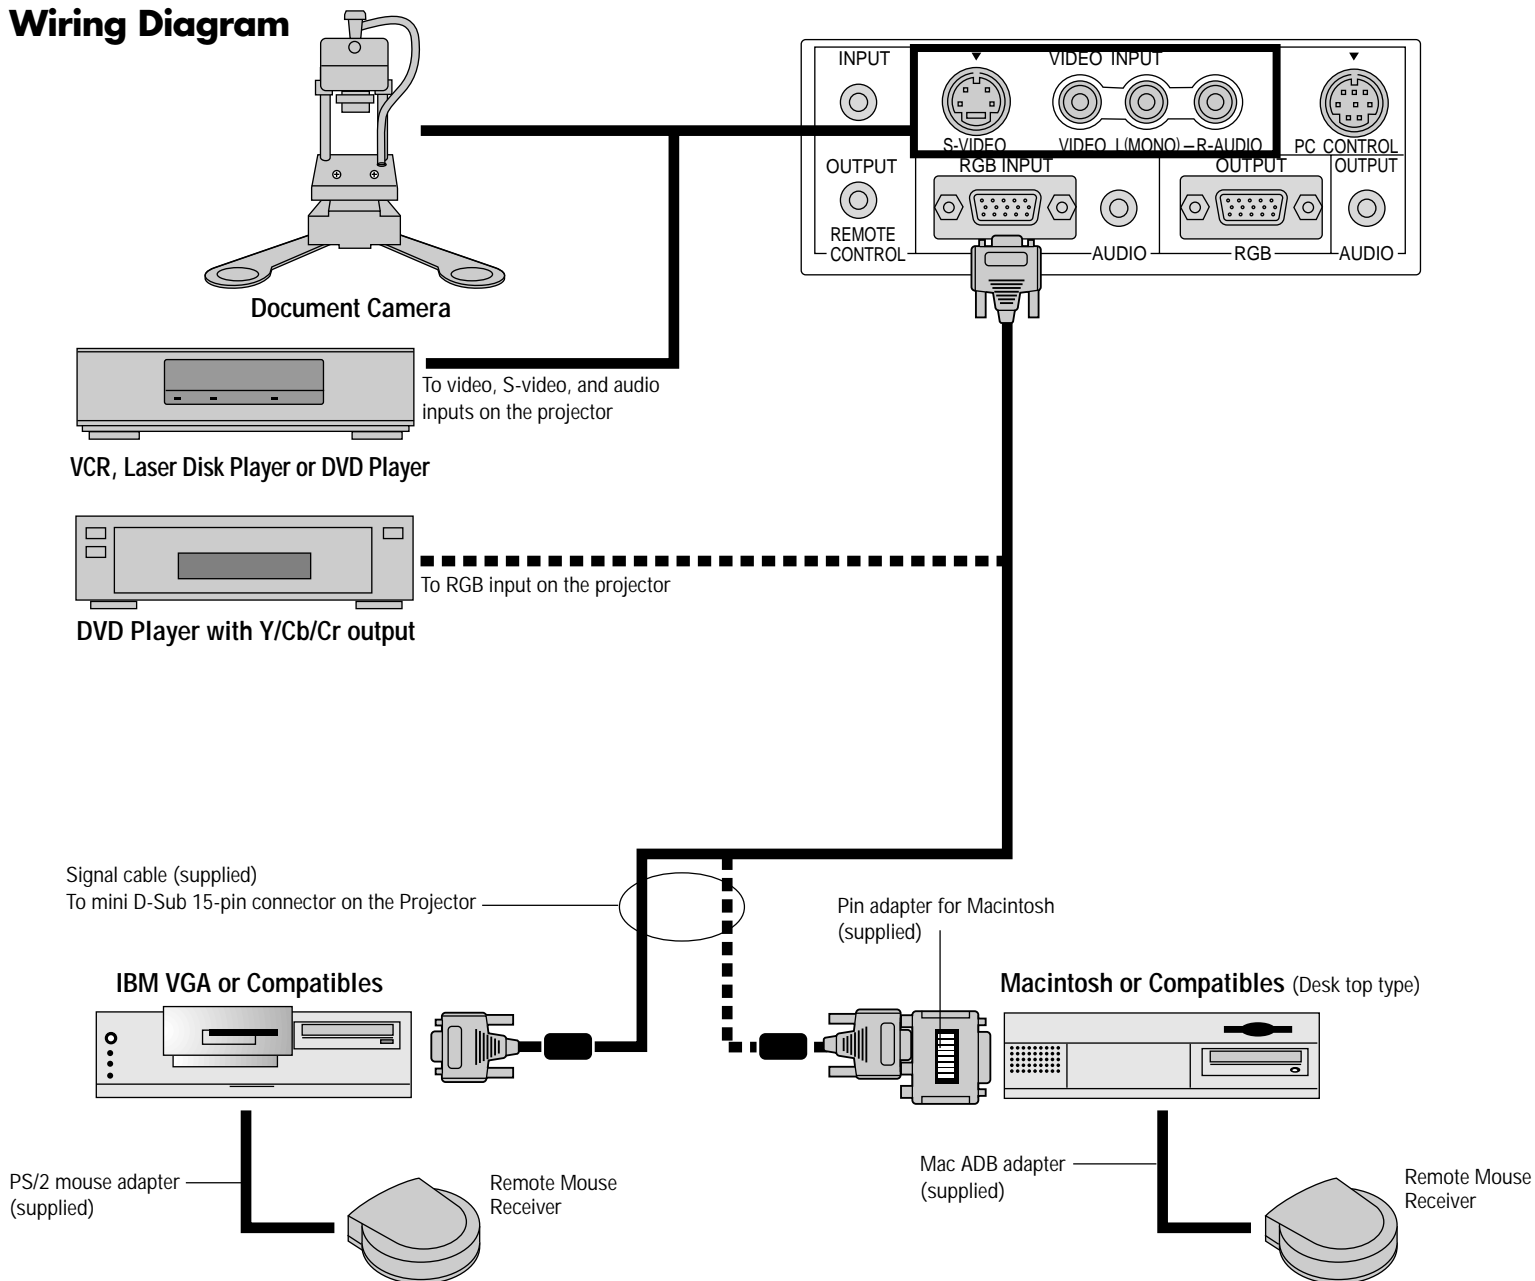 Wiring Diagram
INPUT
VIDEO INPUT
S-VIDEO
VIDEO L(MONO) – R-AUDIO
PC CONTROL
OUTPUT
RGB INPUT
OUTPUT
OUTPUT
REMOTE
CONTROL
AUDIO
RGB
AUDIO
Document Camera
To video, S-video, and audio
inputs on the projector
VCR, Laser Disk Player or DVD Player
To RGB input on the projector
DVD Player with Y/Cb/Cr output
Signal cable (supplied)
To mini D-Sub 15-pin connector on the Projector
Pin adapter for Macintosh
(supplied)
IBM VGA or Compatibles
Macintosh or Compatibles (Desk top type)
PS/2 mouse adapter
(supplied)
Remote Mouse
Receiver
Mac ADB adapter
(supplied)
Remote Mouse
Receiver